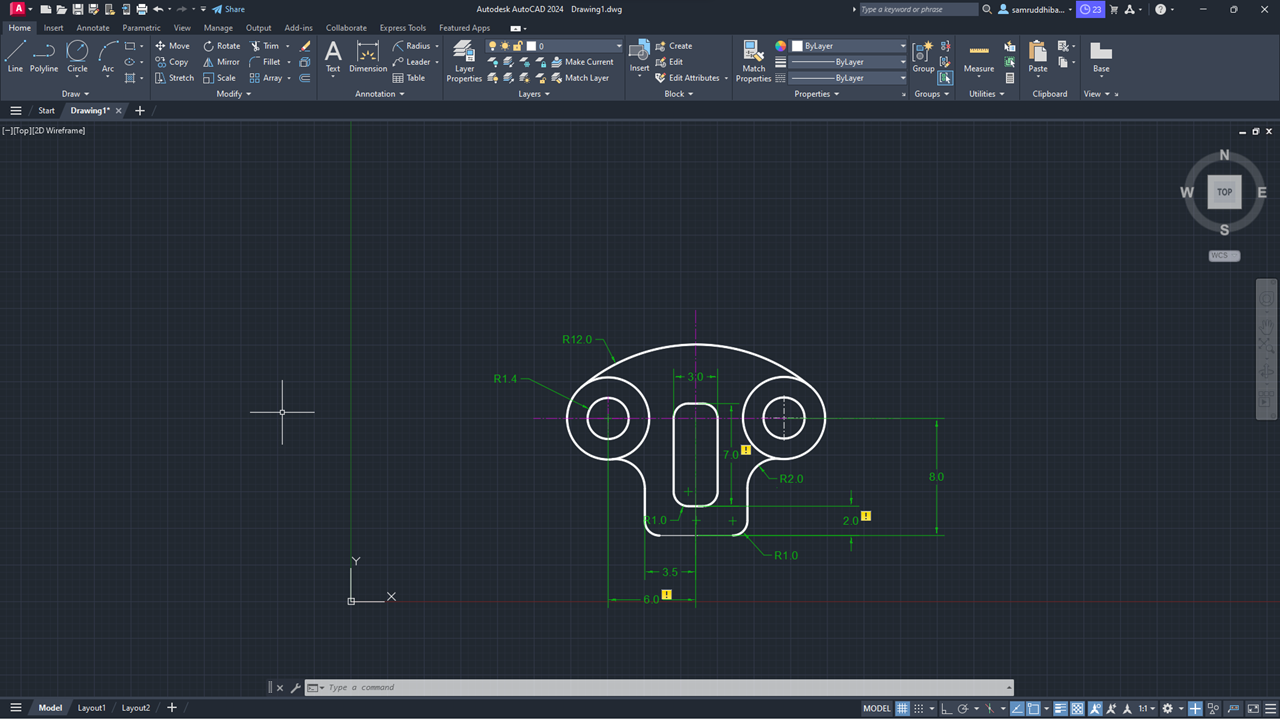 Share
Autodesk AutoCAD 2024 Drawing1.dwg
Type a keyword or phrase
samruddhiba...
23
Home Insert Annotate Parametric View Manage Output Add-ins Collaborate Express Tools Featured Apps
Line Polyline Circle Arc
Move Rotate Trim
Copy Mirror Fillet
Stretch Scale Array
Text Dimension
Radius
Leader
Table
Layer Properties
0
Make Current
Match Layer
Insert
Create
Edit
Edit Attributes
Match Properties
ByLayer
ByLayer
ByLayer
Group
Measure
Paste
Base
Draw Modify Annotation Layers Block Properties Groups Utilities Clipboard View
Start Drawing1*
[−][Top][2D Wireframe]
N
W TOP E
S
WCS
R12.0
R1.4
3.0
7.0
R2.0
8.0
R1.0
2.0
R1.0
3.5
6.0
Y
X
Type a command
Model Layout1 Layout2
MODEL
1:1